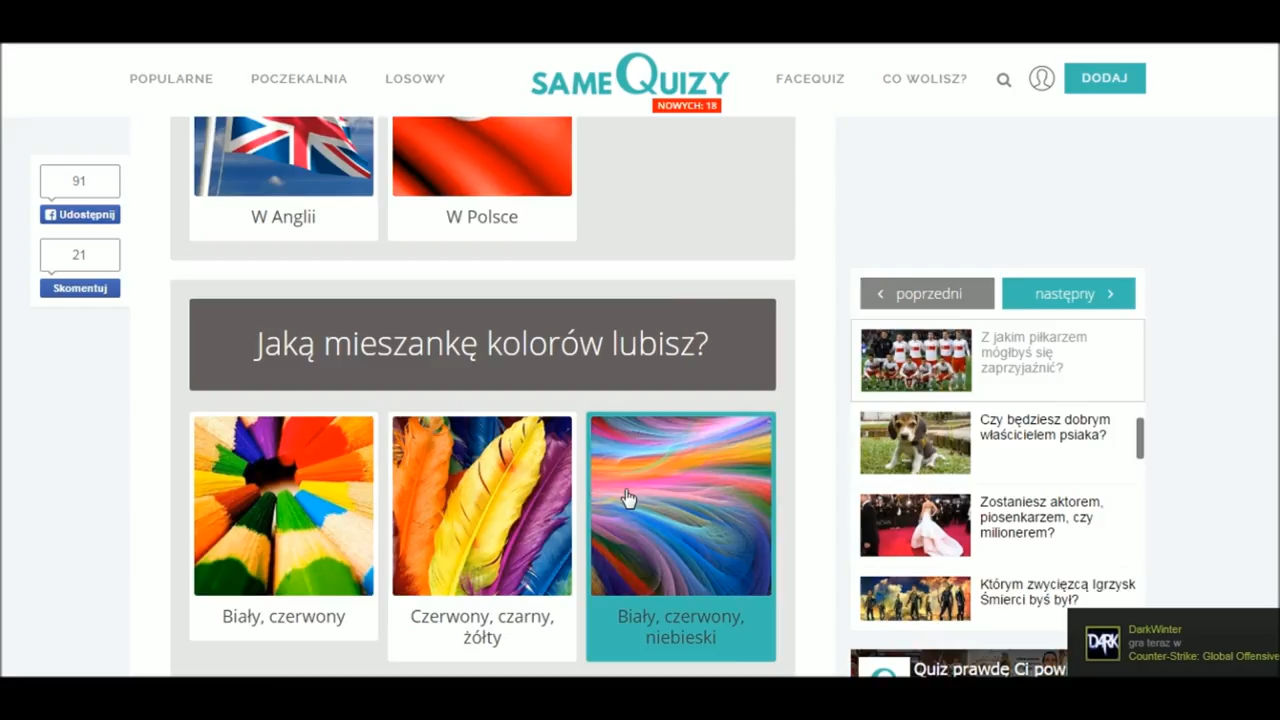 POPULARNE
POCZEKALNIA
LOSOWY
SAMEQUIZY
NOWYCH: 18
FACEQUIZ
CO WOLISZ?
DODAJ
91
Udostępnij
21
Skomentuj
W Anglii
W Polsce
Jaką mieszankę kolorów lubisz?
Biały, czerwony
Czerwony, czarny,
żółty
Biały, czerwony,
niebieski
poprzedni
następny
Z jakim piłkarzem
mógłbyś się
zaprzyjaźnić?
Czy będziesz dobrym
właścicielem psiaka?
Zostaniesz aktorem,
piosenkarzem, czy
milionerem?
Którym zwycięzcą Igrzysk
Śmierci byś był?
Quiz prawdę Ci pow
DARK
DarkWinter
gra teraz w
Counter-Strike: Global Offensive